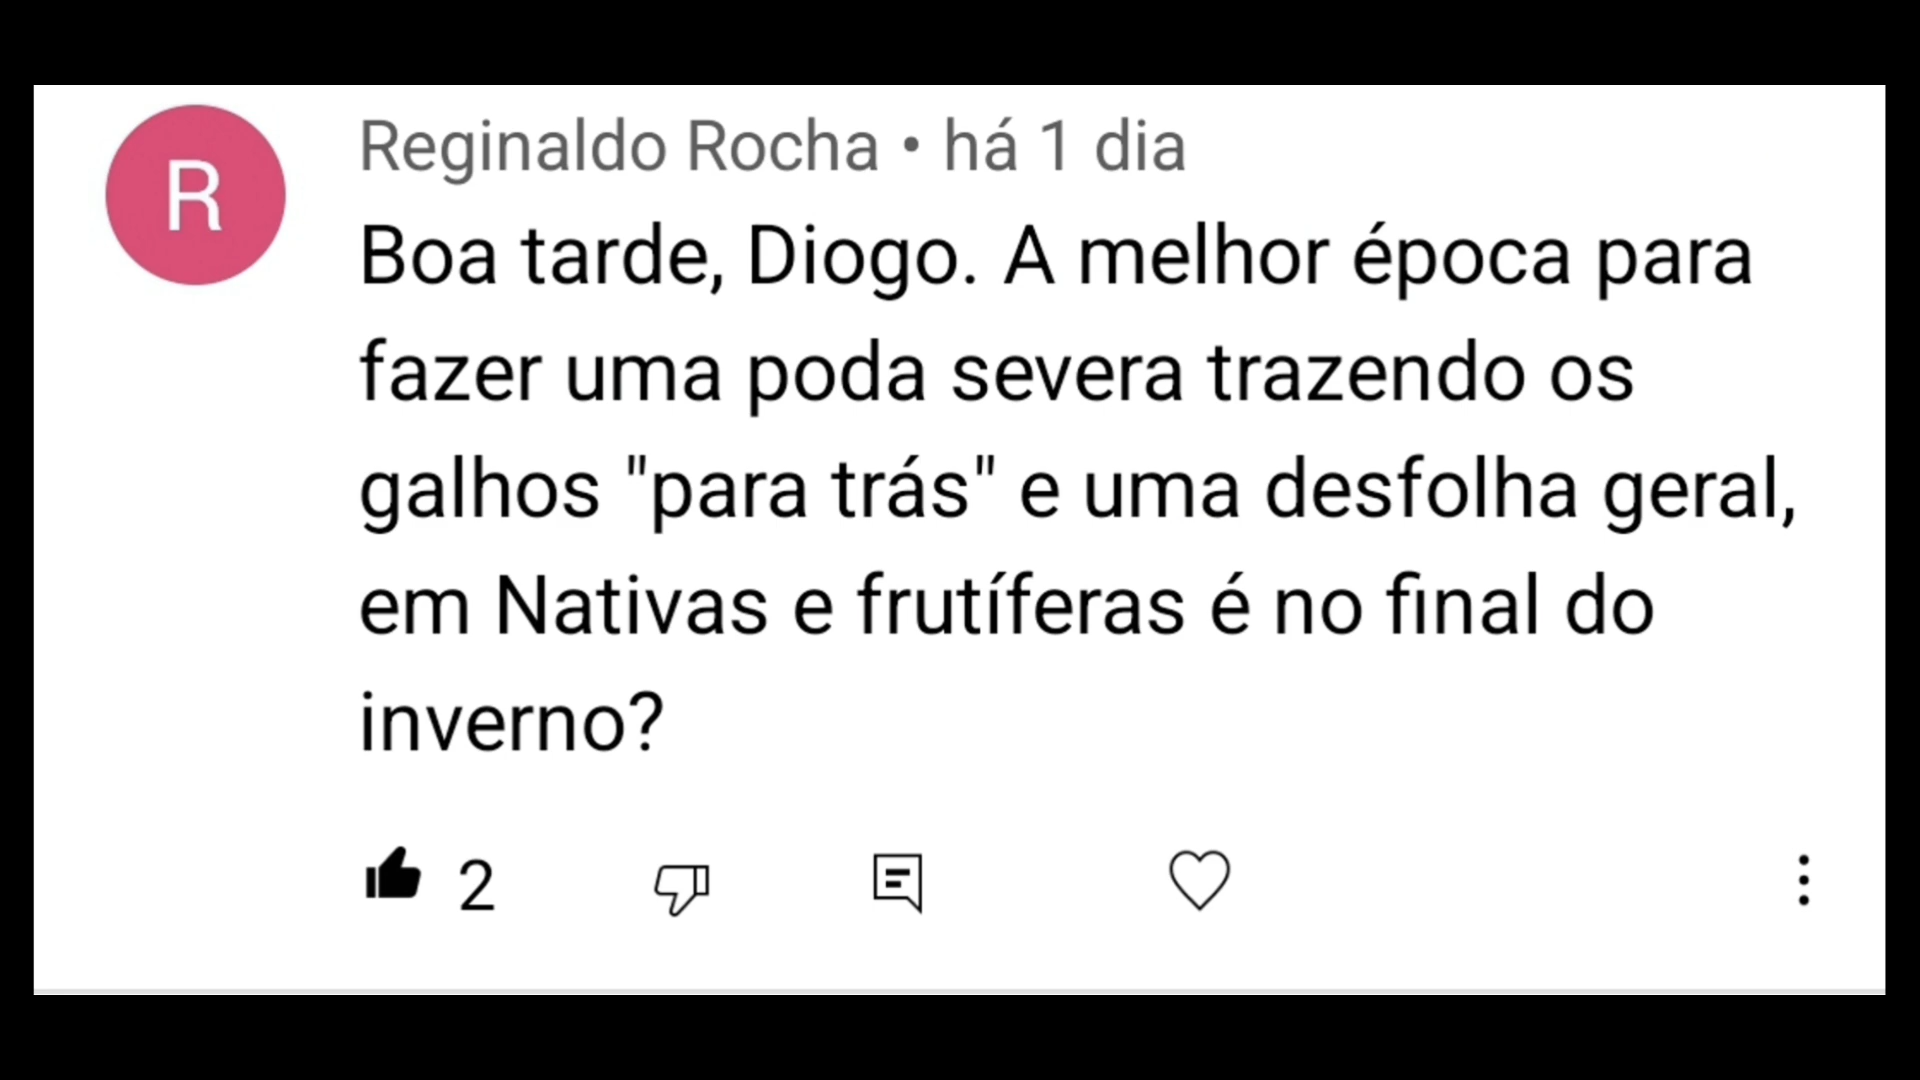 R
Reginaldo Rocha • há 1 dia
Boa tarde, Diogo. A melhor época para
fazer uma poda severa trazendo os
galhos "para trás" e uma desfolha geral,
em Nativas e frutíferas é no final do
inverno?
2